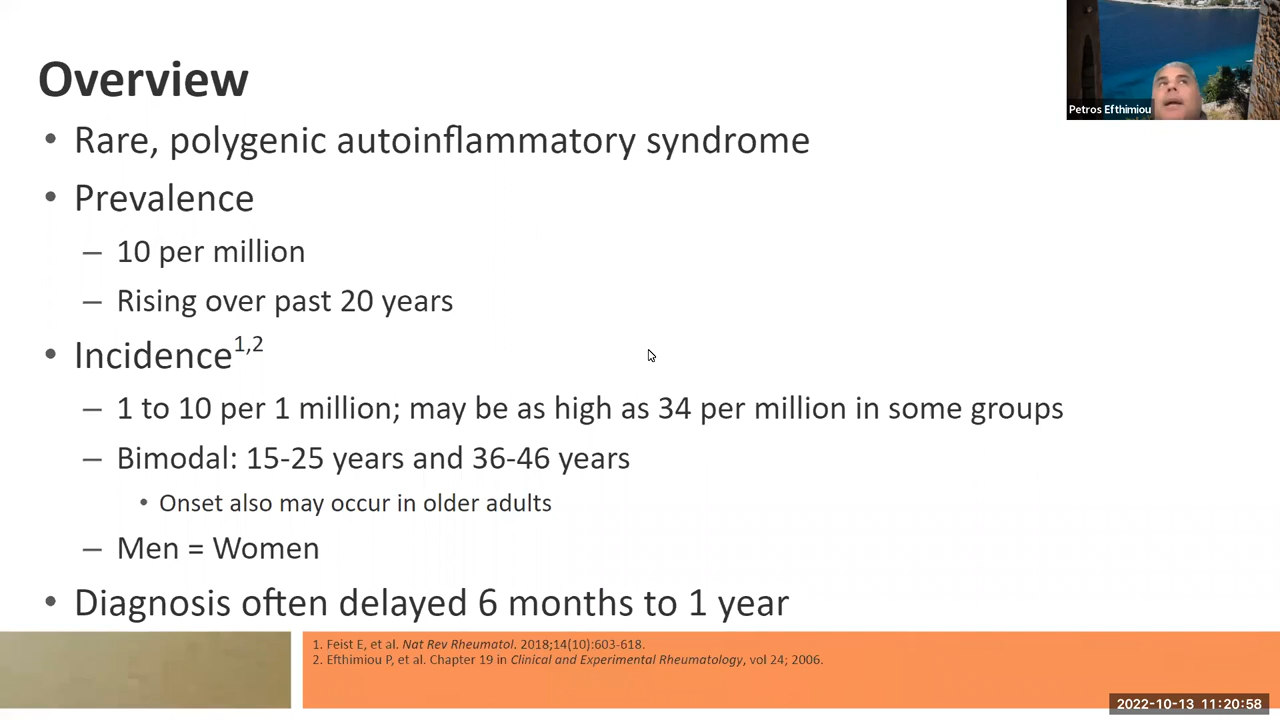 Overview
• Rare, polygenic autoinflammatory syndrome
• Prevalence
– 10 per million
– Rising over past 20 years
• Incidence1,2
– 1 to 10 per 1 million; may be as high as 34 per million in some groups
– Bimodal: 15-25 years and 36-46 years
• Onset also may occur in older adults
– Men = Women
• Diagnosis often delayed 6 months to 1 year
1. Feist E, et al. Nat Rev Rheumatol. 2018;14(10):603-618.
2. Efthimiou P, et al. Chapter 19 in Clinical and Experimental Rheumatology, vol 24; 2006.
Petros Efthimiou
2022-10-13 11:20:58